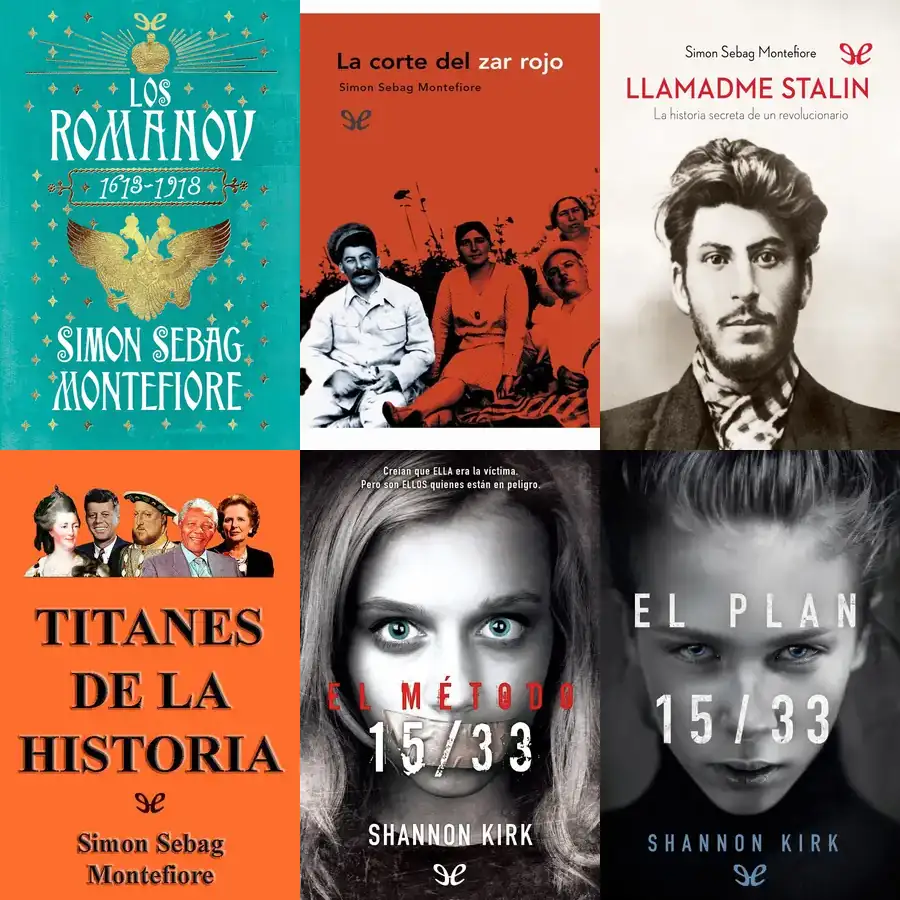 LOS
ROMANOV
1613-1918
SIMON SEBAG
MONTEFIORE
La corte del zar rojo
Simon Sebag Montefiore
Simon Sebag Montefiore
LLAMADME STALIN
La historia secreta de un revolucionario
TITANES
DE LA
HISTORIA
Simon Sebag
Montefiore
Creían que ELLA era la víctima.
Pero son ELLOS quienes están en peligro.
EL MÉTODO
15/33
SHANNON KIRK
EL PLAN
15/33
SHANNON KIRK